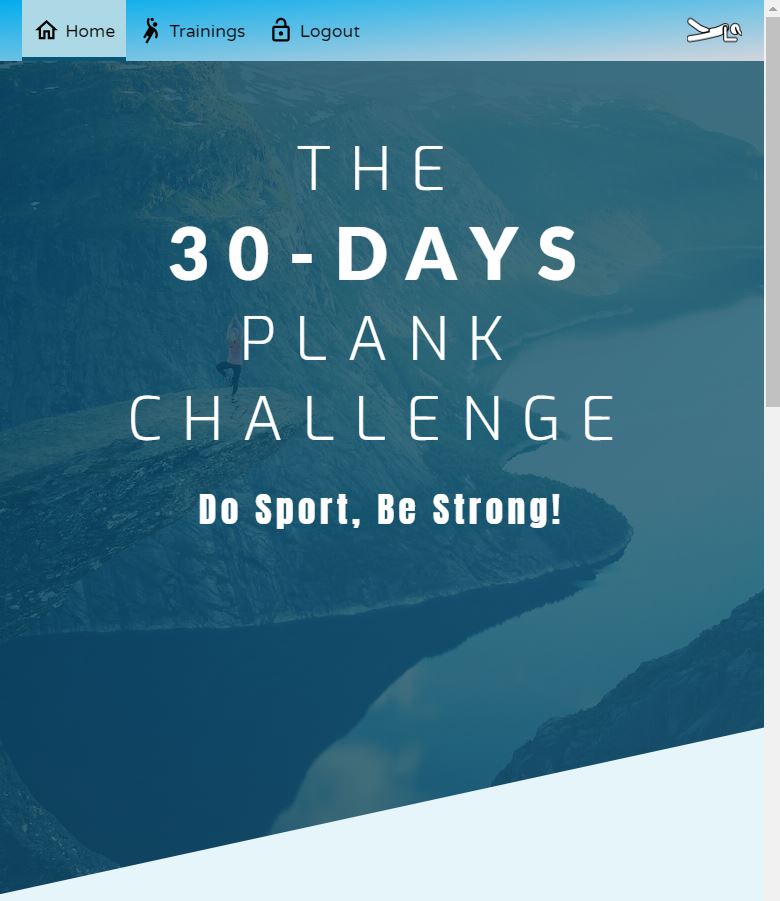 Home Trainings Logout
THE
30-DAYS
PLANK
CHALLENGE
Do Sport, Be Strong!